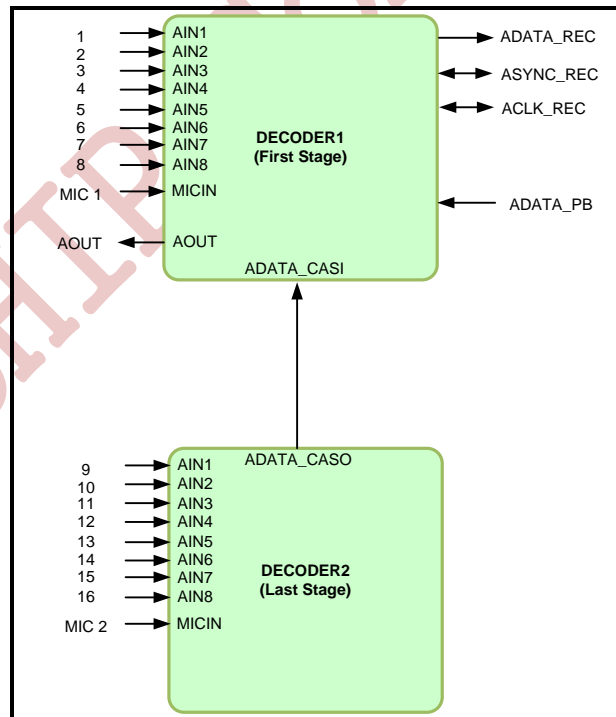 1 AIN1 ADATA_REC
2 AIN2
3 AIN3 ASYNC_REC
4 AIN4
5 AIN5 ACLK_REC
6 AIN6
7 AIN7
8 AIN8
DECODER1
(First Stage)
MIC 1 MICIN
ADATA_PB
AOUT AOUT
ADATA_CASI
ADATA_CASO
9 AIN1
10 AIN2
11 AIN3
12 AIN4
13 AIN5
14 AIN6
15 AIN7
16 AIN8
DECODER2
(Last Stage)
MIC 2 MICIN
HIP